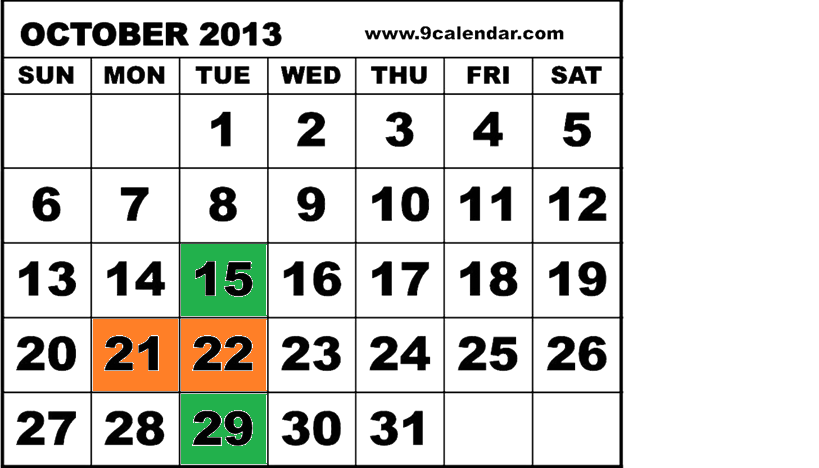 OCTOBER 2013 www.9calendar.com
SUN MON TUE WED THU FRI SAT
1 2 3 4 5
6 7 8 9 10 11 12
13 14 15 16 17 18 19
20 21 22 23 24 25 26
27 28 29 30 31